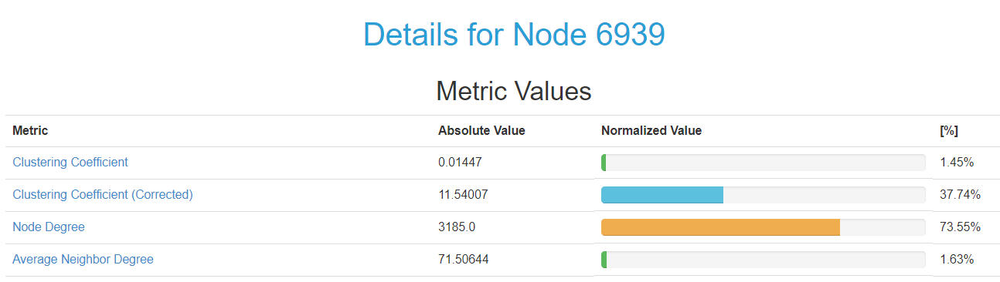 Details for Node 6939
Metric Values
Metric Absolute Value Normalized Value [%]
Clustering Coefficient 0.01447 1.45%
Clustering Coefficient (Corrected) 11.54007 37.74%
Node Degree 3185.0 73.55%
Average Neighbor Degree 71.50644 1.63%